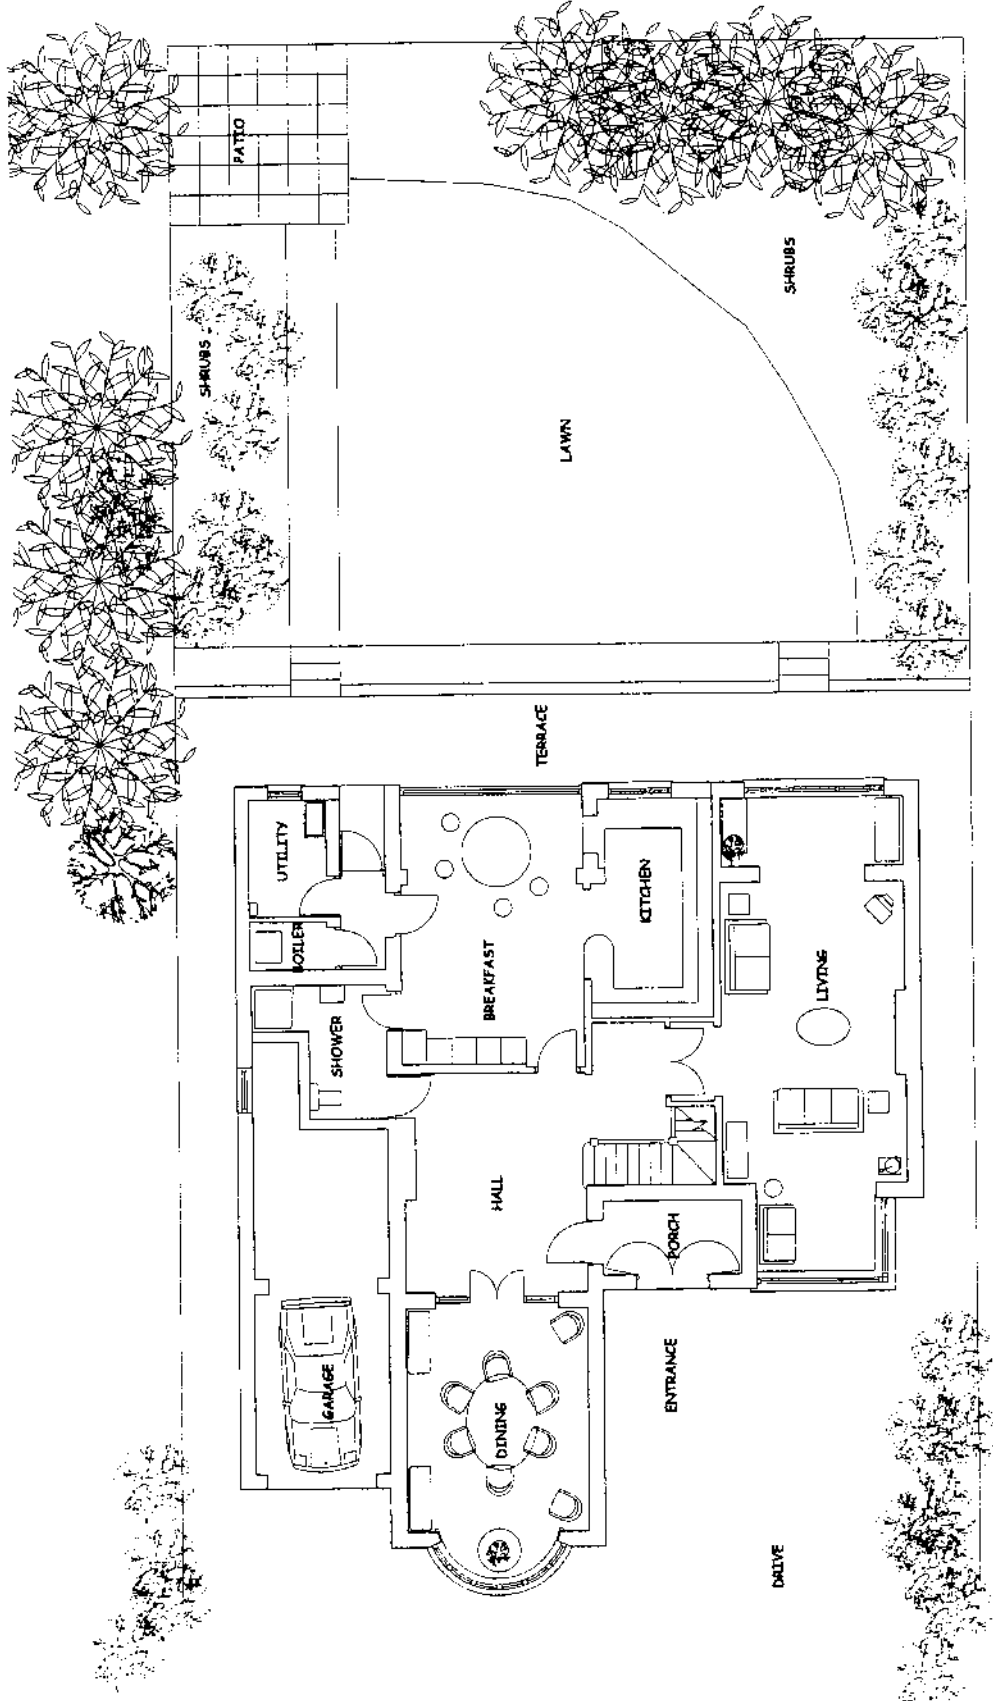 PATIO
SHRUBS
SHRUBS
LAWN
TERRACE
UTILITY
BOILER
KITCHEN
BREAKFAST
LIVING
SHOWER
HALL
PORCH
GARAGE
DINING
ENTRANCE
DRIVE